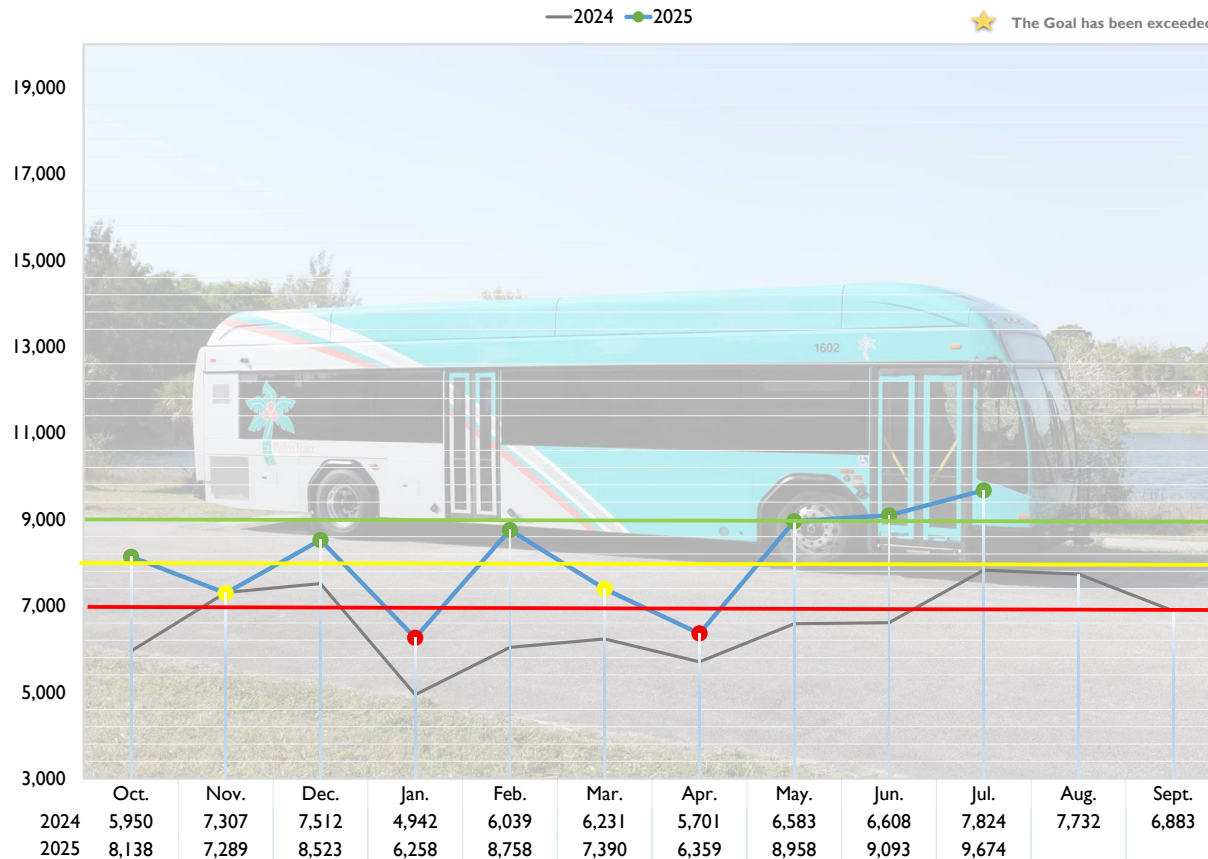 2024 2025
The Goal has been exceeded
19,000
17,000
15,000
13,000
11,000
9,000
7,000
5,000
3,000
1602
Oct. Nov. Dec. Jan. Feb. Mar. Apr. May. Jun. Jul. Aug. Sept.
2024 5,950 7,307 7,512 4,942 6,039 6,231 5,701 6,583 6,608 7,824 7,732 6,883
2025 8,138 7,289 8,523 6,258 8,758 7,390 6,359 8,958 9,093 9,674